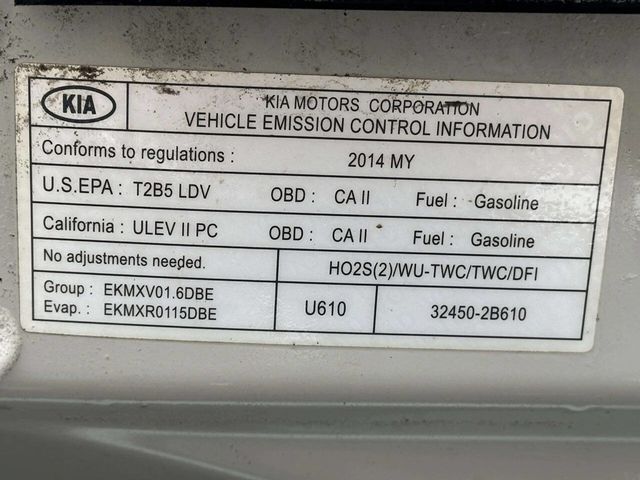 KIA
KIA MOTORS CORPORATION
VEHICLE EMISSION CONTROL INFORMATION
Conforms to regulations : 2014 MY
U.S.EPA : T2B5 LDV OBD : CA II Fuel : Gasoline
California : ULEV II PC OBD : CA II Fuel : Gasoline
No adjustments needed. HO2S(2)/WU-TWC/TWC/DFI
Group : EKMXV01.6DBE
Evap. : EKMXR0115DBE
U610
32450-2B610